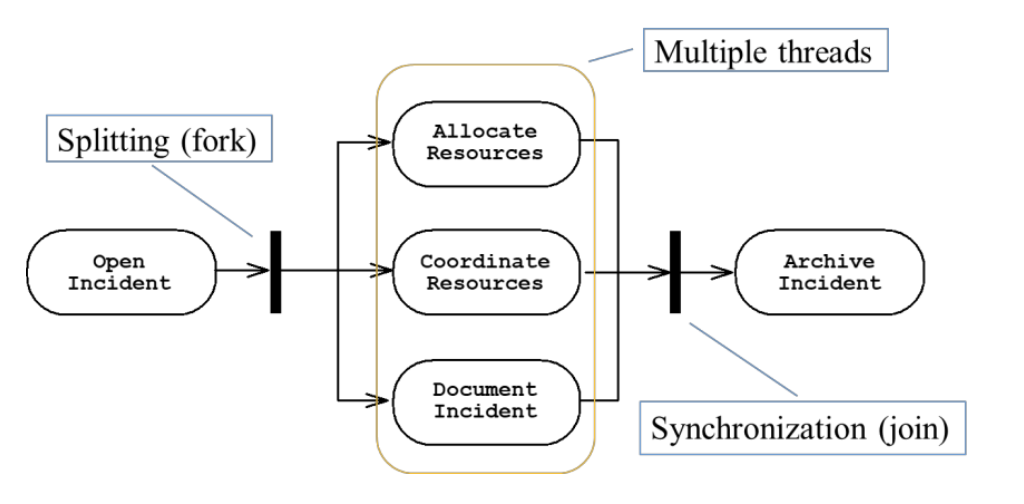 Multiple threads
Splitting (fork)
Allocate
Resources
Open
Incident
Coordinate
Resources
Archive
Incident
Document
Incident
Synchronization (join)